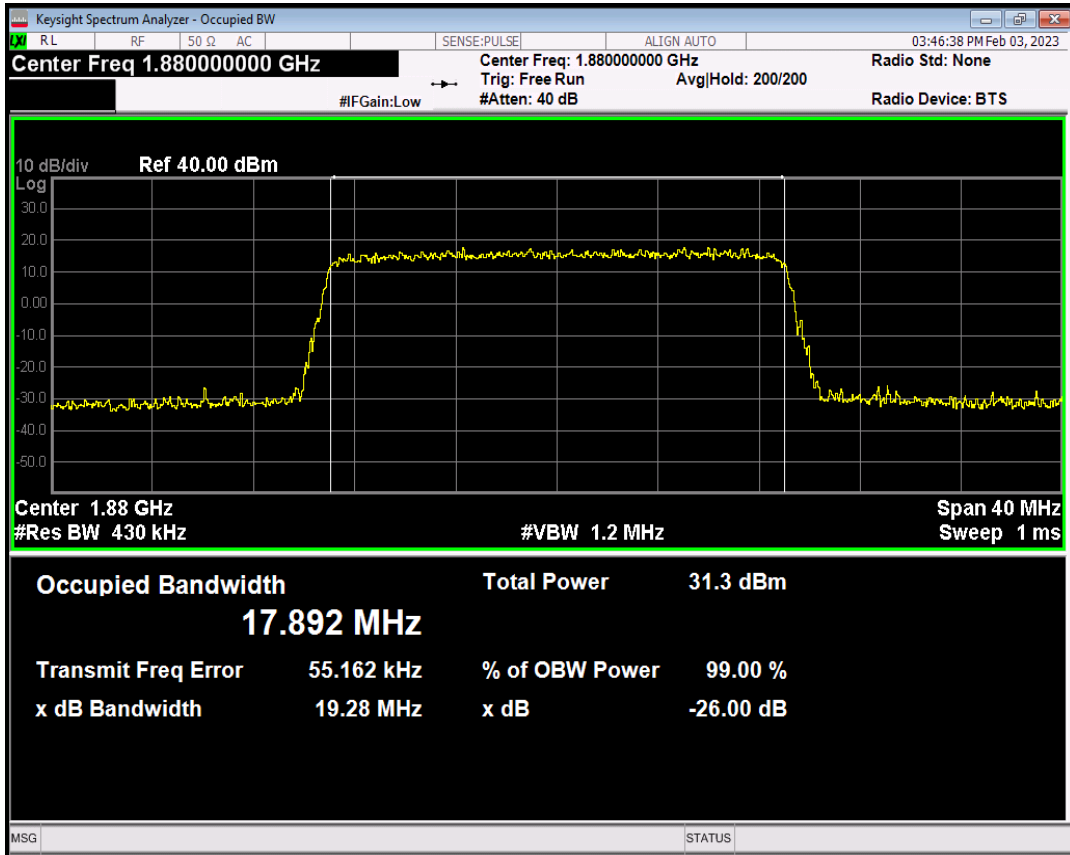 Keysight Spectrum Analyzer - Occupied BW
LXI RL RF 50 Ω AC SENSE:PULSE ALIGN AUTO 03:46:38 PM Feb 03, 2023
Center Freq 1.880000000 GHz
Center Freq: 1.880000000 GHz
Radio Std: None
Trig: Free Run Avg|Hold: 200/200
#IFGain:Low #Atten: 40 dB Radio Device: BTS
10 dB/div Ref 40.00 dBm
Log
30.0
20.0
10.0
0.00
-10.0
-20.0
-30.0
-40.0
-50.0
Center 1.88 GHz Span 40 MHz
#Res BW 430 kHz #VBW 1.2 MHz Sweep 1 ms
Occupied Bandwidth Total Power 31.3 dBm
17.892 MHz
Transmit Freq Error 55.162 kHz % of OBW Power 99.00 %
x dB Bandwidth 19.28 MHz x dB -26.00 dB
MSG STATUS